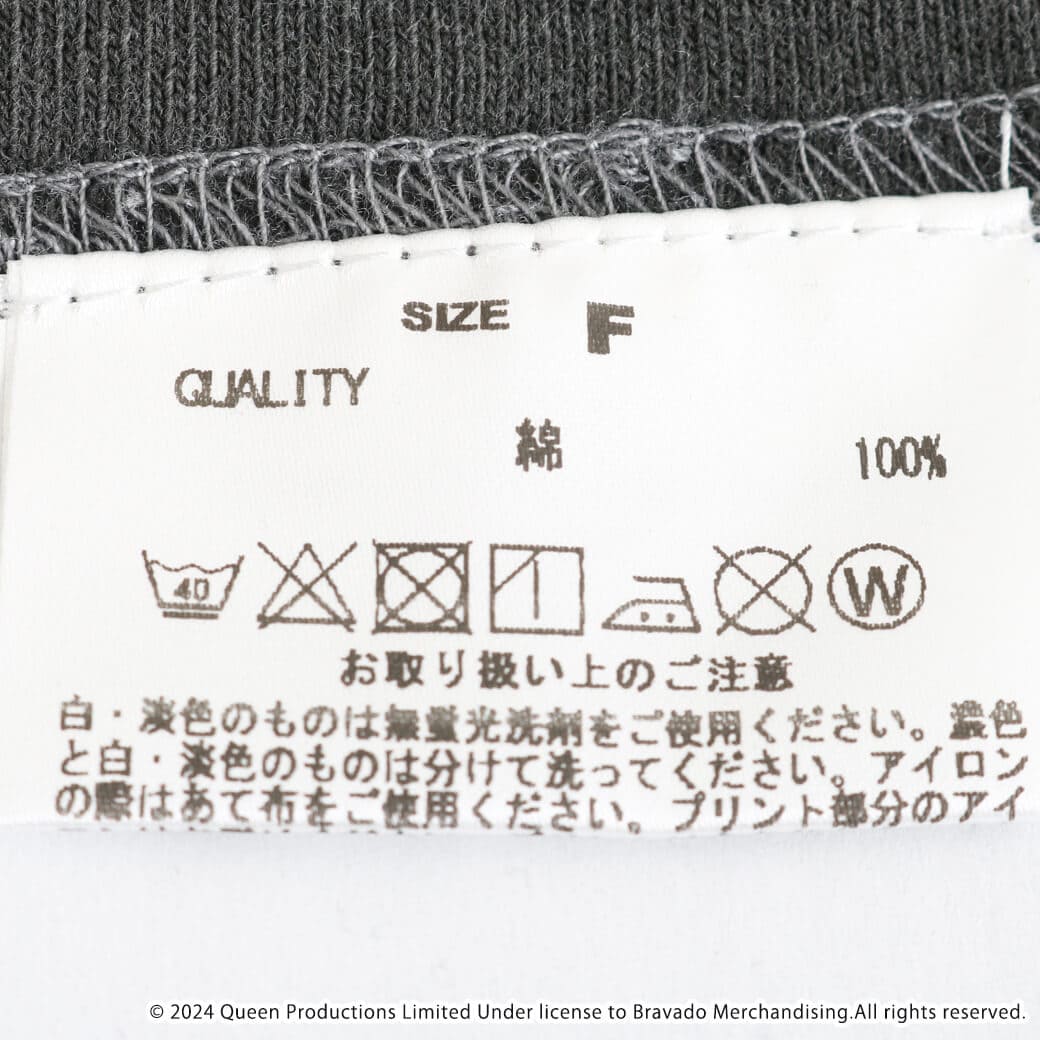 SIZE F
QUALITY
綿 100%
40
W
お取り扱い上のご注意
白・淡色のものは無蛍光洗剤をご使用ください。濃色
と白・淡色のものは分けて洗ってください。アイロン
の際はあて布をご使用ください。プリント部分のアイ
© 2024 Queen Productions Limited Under license to Bravado Merchandising.All rights reserved.